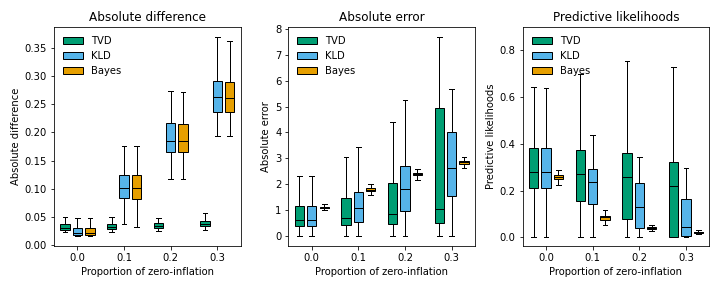 Absolute difference
Absolute difference
0.35
0.30
0.25
0.20
0.15
0.10
0.05
0.00
TVD
KLD
Bayes
0.0 0.1 0.2 0.3
Proportion of zero-inflation
Absolute error
Absolute error
8
7
6
5
4
3
2
1
0
TVD
KLD
Bayes
0.0 0.1 0.2 0.3
Proportion of zero-inflation
Predictive likelihoods
Predictive likelihoods
0.8
0.6
0.4
0.2
0.0
TVD
KLD
Bayes
0.0 0.1 0.2 0.3
Proportion of zero-inflation